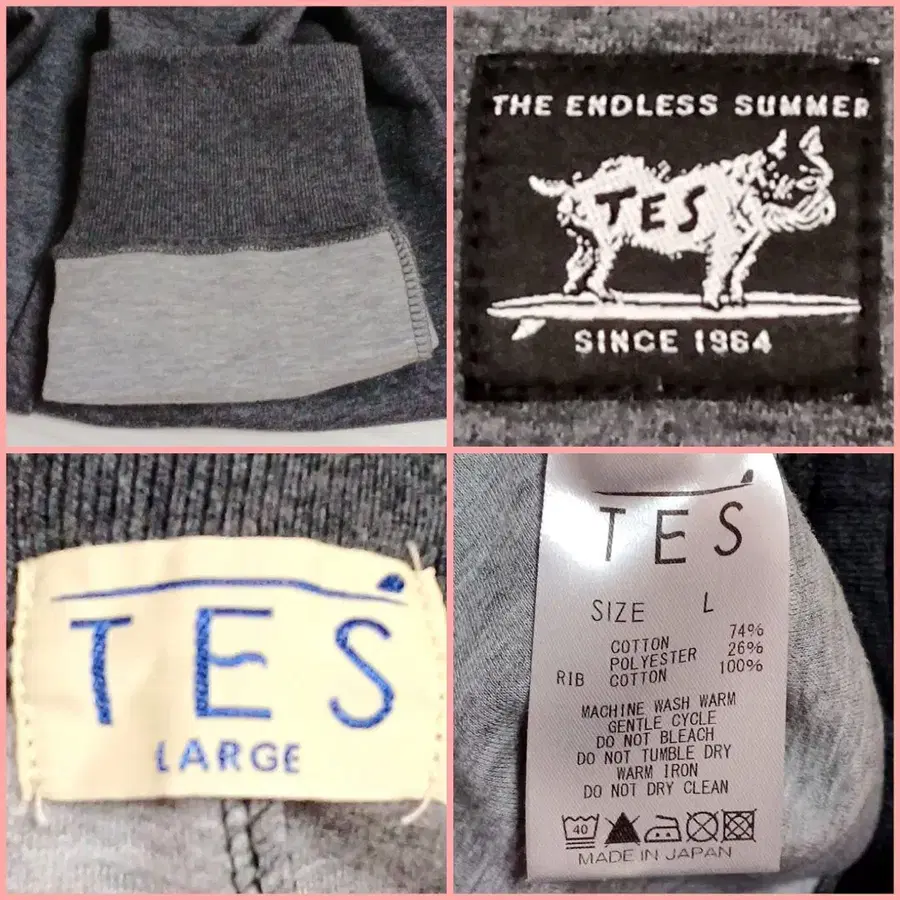 THE ENDLESS SUMMER
TES
SINCE 1964
TES
LARGE
TES
SIZE L
COTTON 74%
POLYESTER 26%
RIB COTTON 100%
MACHINE WASH WARM
GENTLE CYCLE
DO NOT BLEACH
DO NOT TUMBLE DRY
WARM IRON
DO NOT DRY CLEAN
40
MADE IN JAPAN